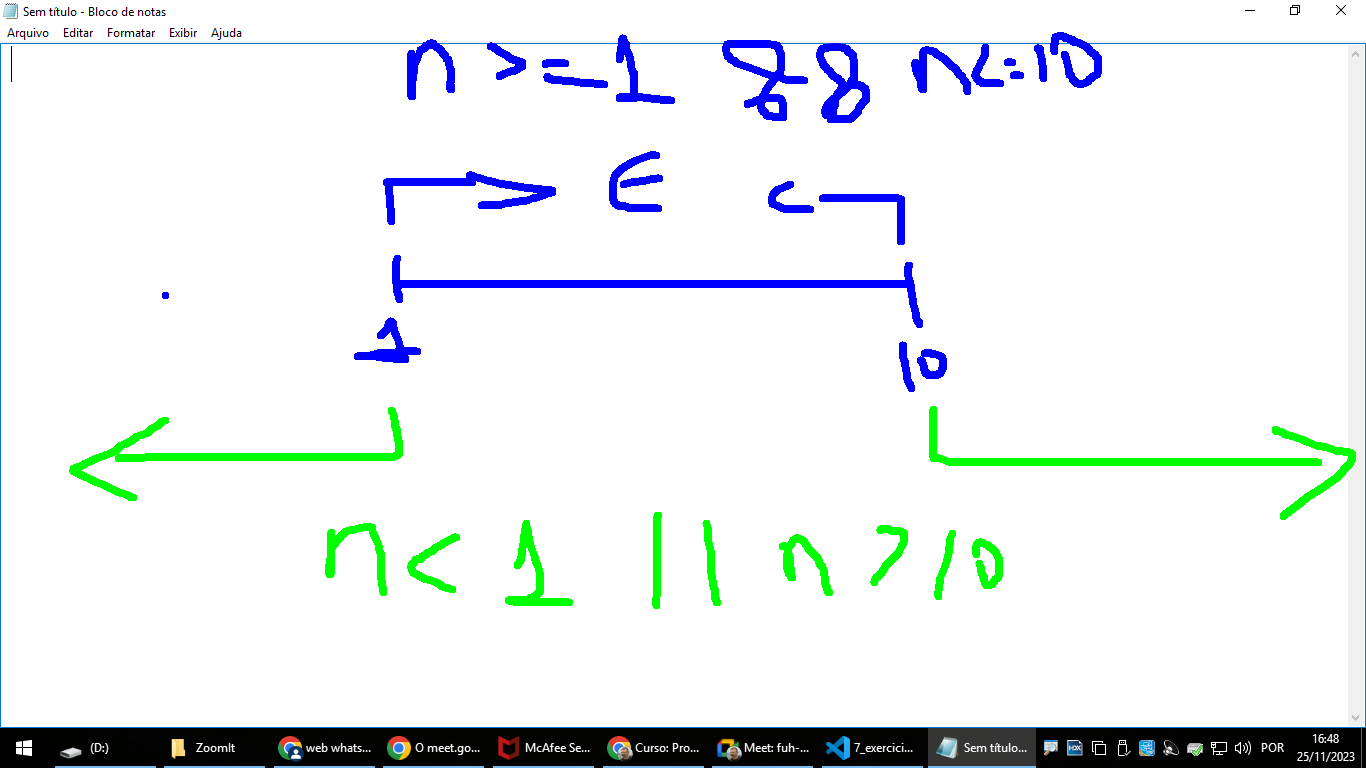 Sem título - Bloco de notas
Arquivo Editar Formatar Exibir Ajuda
n >= 1 && n<=10
∈
1
10
n < 1 || n > 10
(D:) ZoomIt web whats... O meet.go... McAfee Se... Curso: Pro... Meet: fuh-... 7_exercici... Sem título... POR 16:48
25/11/2023